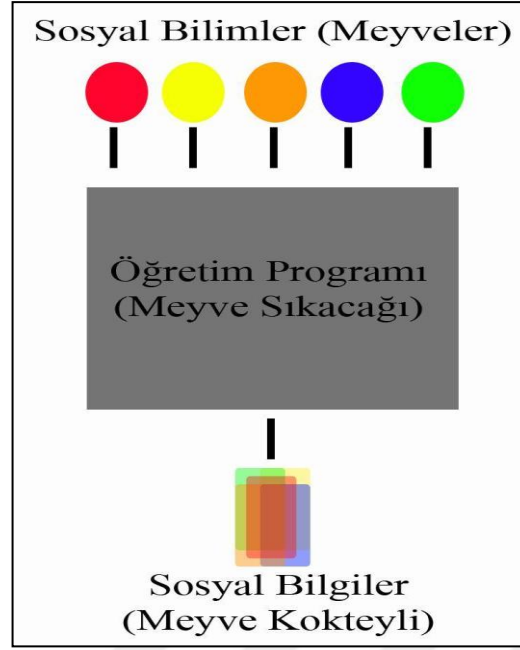 Sosyal Bilimler (Meyveler)
Öğretim Programı
(Meyve Sıkacağı)
Sosyal Bilgiler
(Meyve Kokteyli)